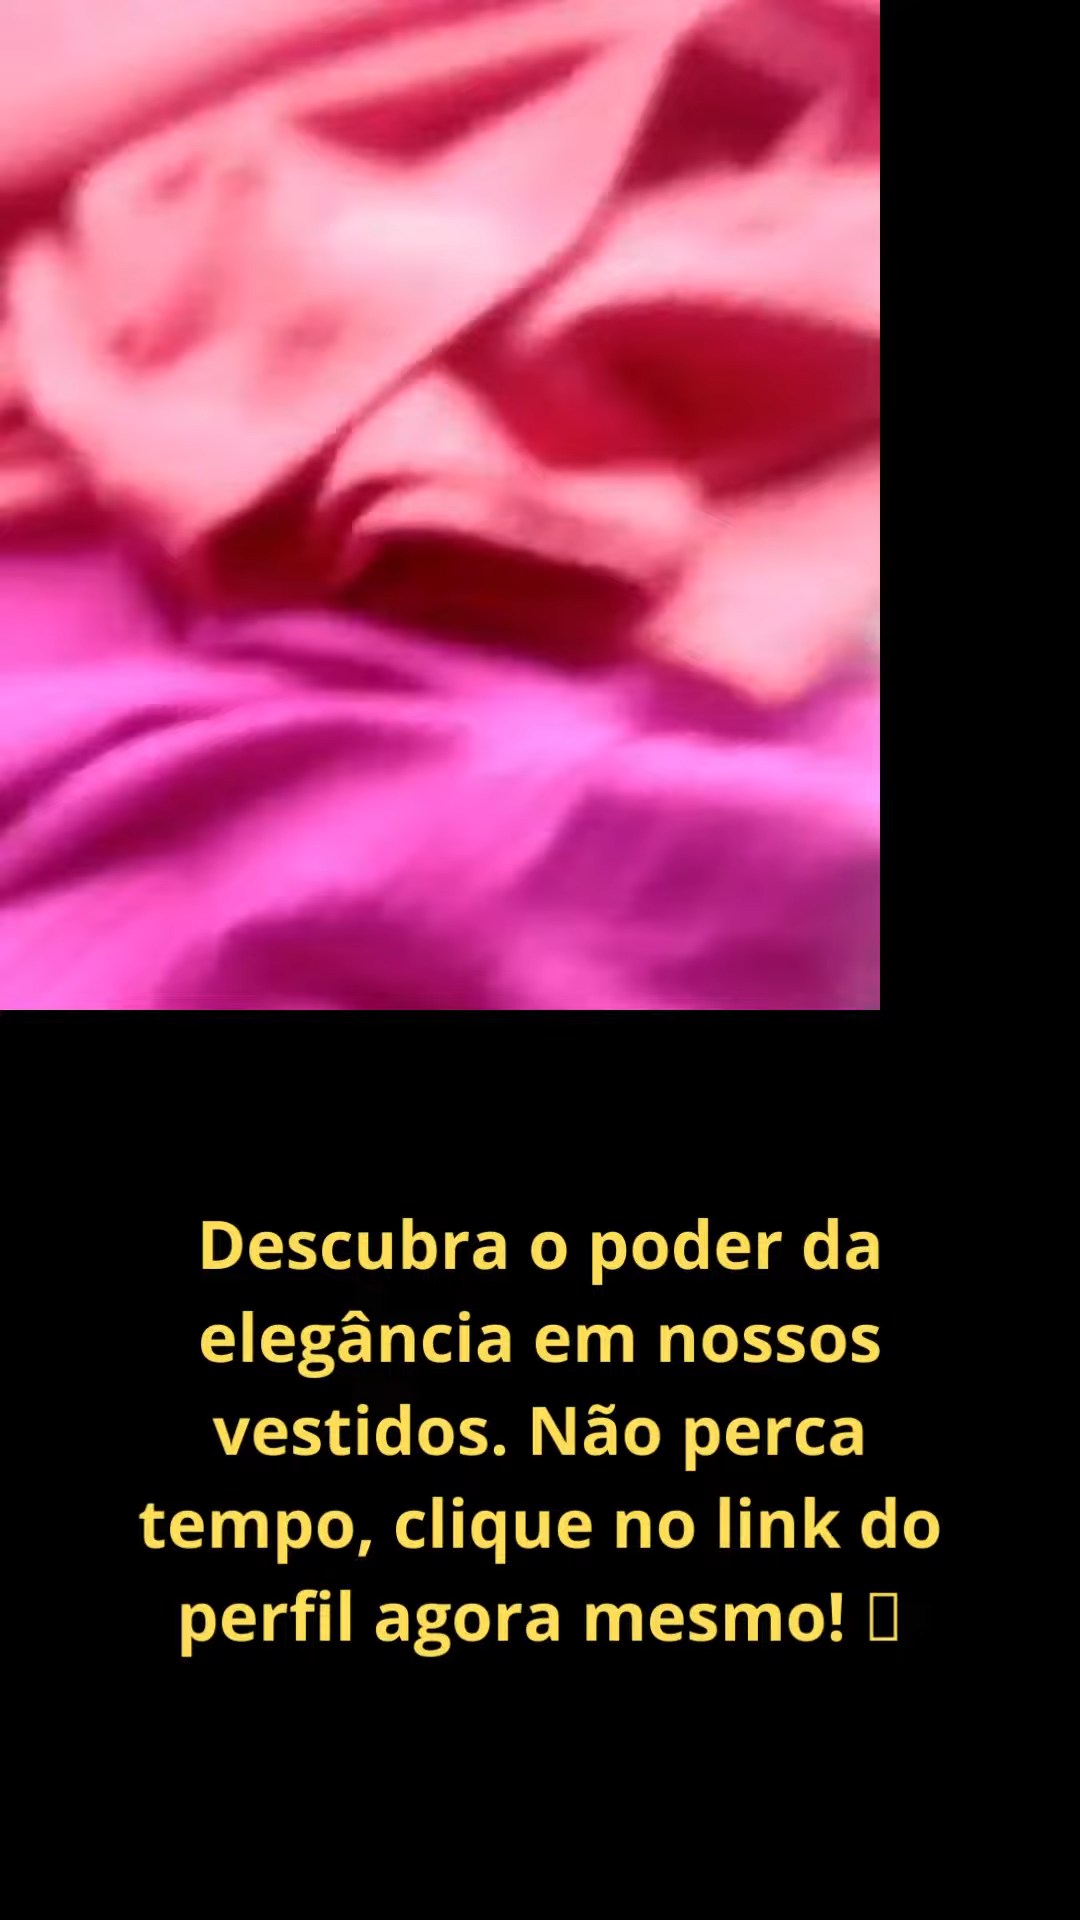 Descubra o poder da
elegância em nossos
vestidos. Não perca
tempo, clique no link do
perfil agora mesmo!